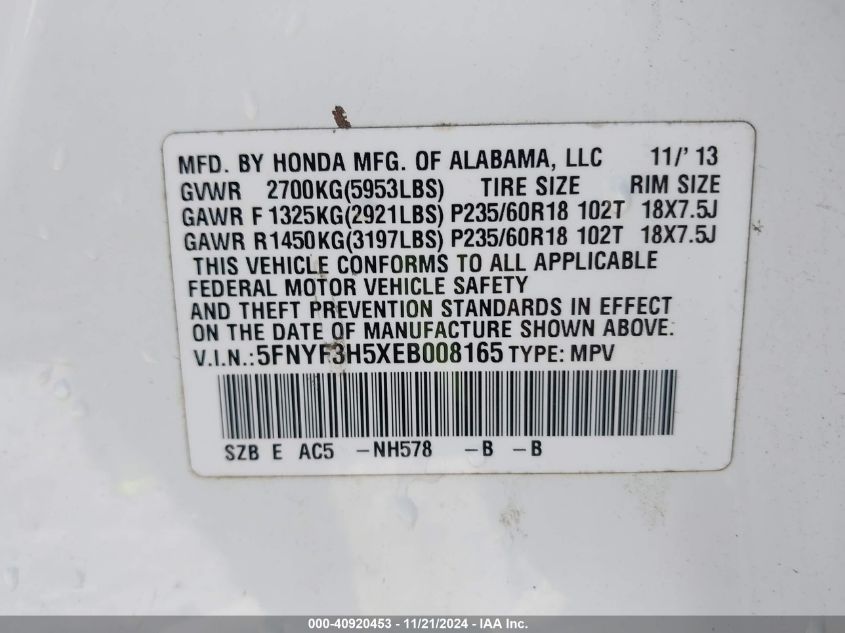 MFD. BY HONDA MFG. OF ALABAMA, LLC 11/' 13
GVWR 2700KG(5953LBS) TIRE SIZE RIM SIZE
GAWR F 1325KG(2921LBS) P235/60R18 102T 18X7.5J
GAWR R1450KG(3197LBS) P235/60R18 102T 18X7.5J
THIS VEHICLE CONFORMS TO ALL APPLICABLE
FEDERAL MOTOR VEHICLE SAFETY
AND THEFT PREVENTION STANDARDS IN EFFECT
ON THE DATE OF MANUFACTURE SHOWN ABOVE.
V.I.N.: 5FNYF3H5XEB008165 TYPE: MPV
SZB E AC5 -NH578 -B -B
000-40920453 - 11/21/2024 - IAA Inc.